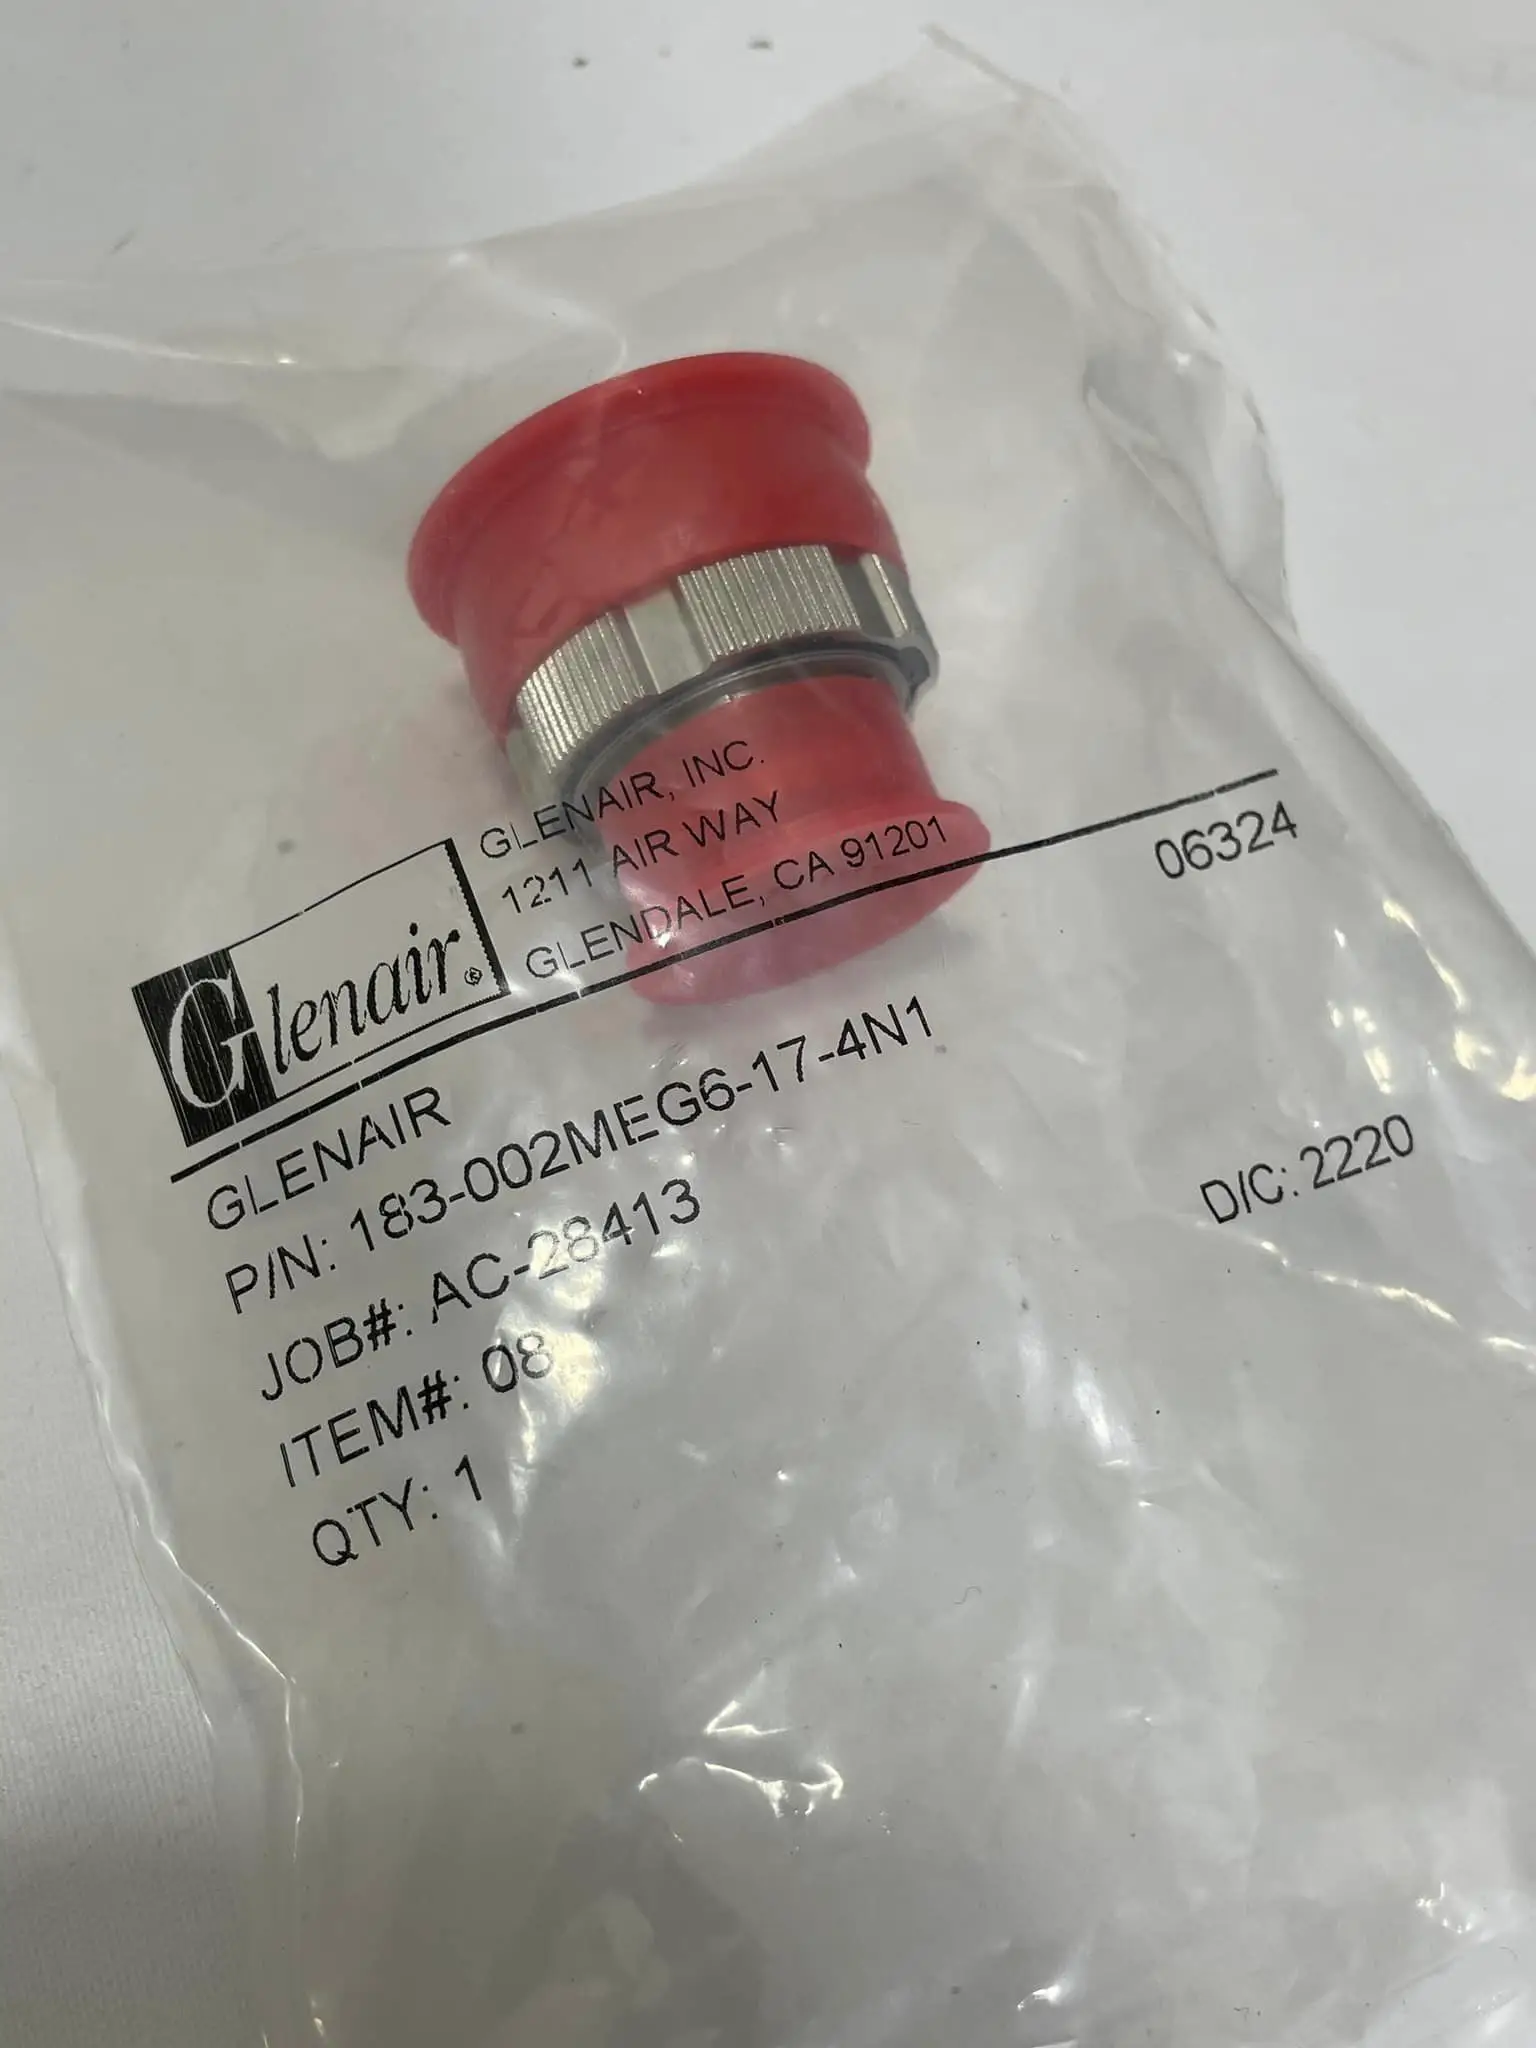 Glenair®
GLENAIR, INC.
1211 AIR WAY
GLENDALE, CA 91201
06324
GLENAIR
P/N: 183-002MEG6-17-4N1
D/C: 2220
JOB#: AC-28413
ITEM#: 08
QTY: 1